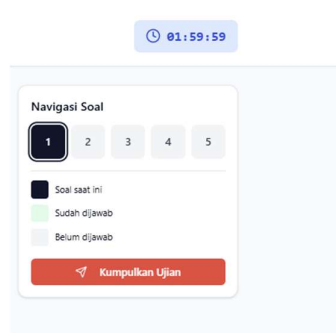 01:59:59
Navigasi Soal
1 2 3 4 5
Soal saat ini
Sudah dijawab
Belum dijawab
Kumpulkan Ujian